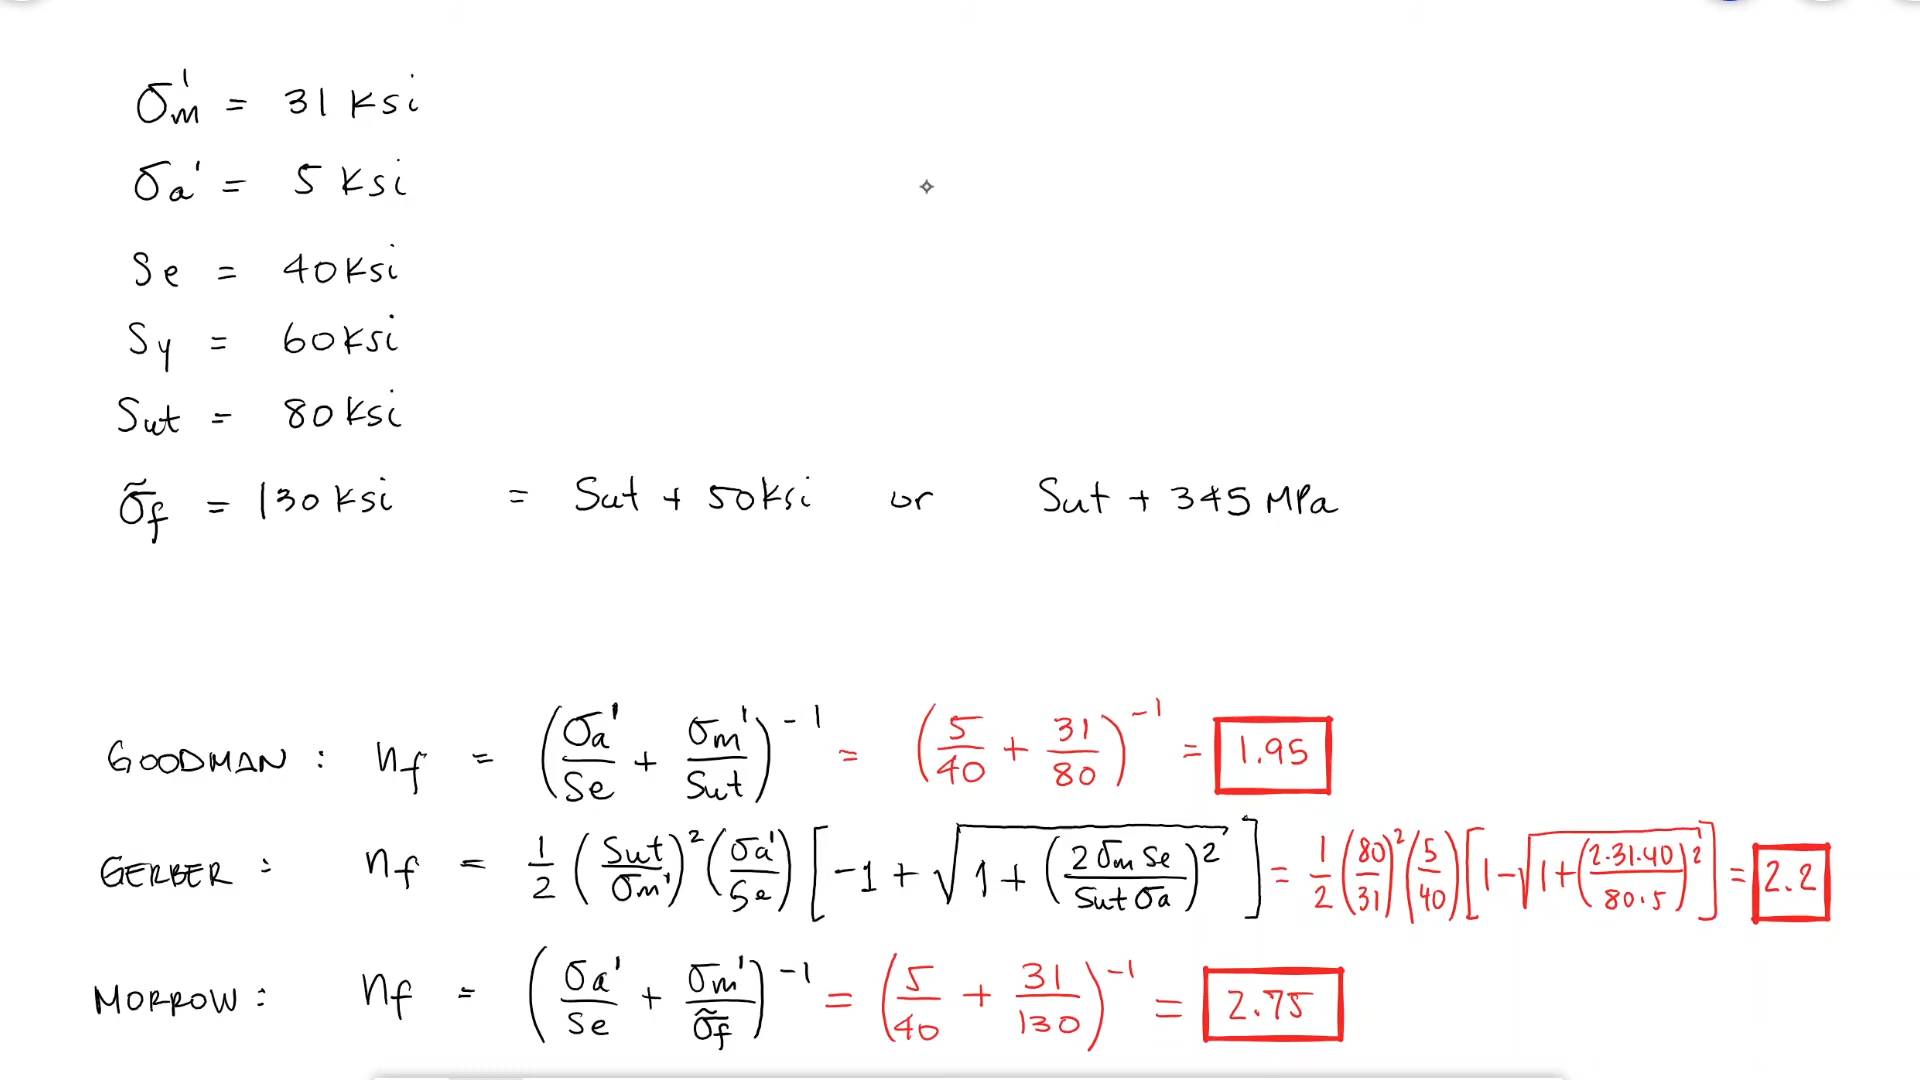 σm' = 31 ksi
σa' = 5 ksi
Se = 40ksi
Sy = 60ksi
Sut = 80ksi
σ̃f = 130 ksi = Sut + 50ksi or Sut + 345 MPa
GOODMAN : nf = (σa'/Se + σm'/Sut)^-1 = (5/40 + 31/80)^-1 = 1.95
GERBER : nf = 1/2 (Sut/σm')^2 (σa'/Se) [-1 + √(1 + (2σm Se/Sut σa)^2)] = 1/2 (80/31)^2 (5/40) [1-√(1+(2·31·40/80·5)^2)] = 2.2
MORROW : nf = (σa'/Se + σm'/σ̃f)^-1 = (5/40 + 31/130)^-1 = 2.75